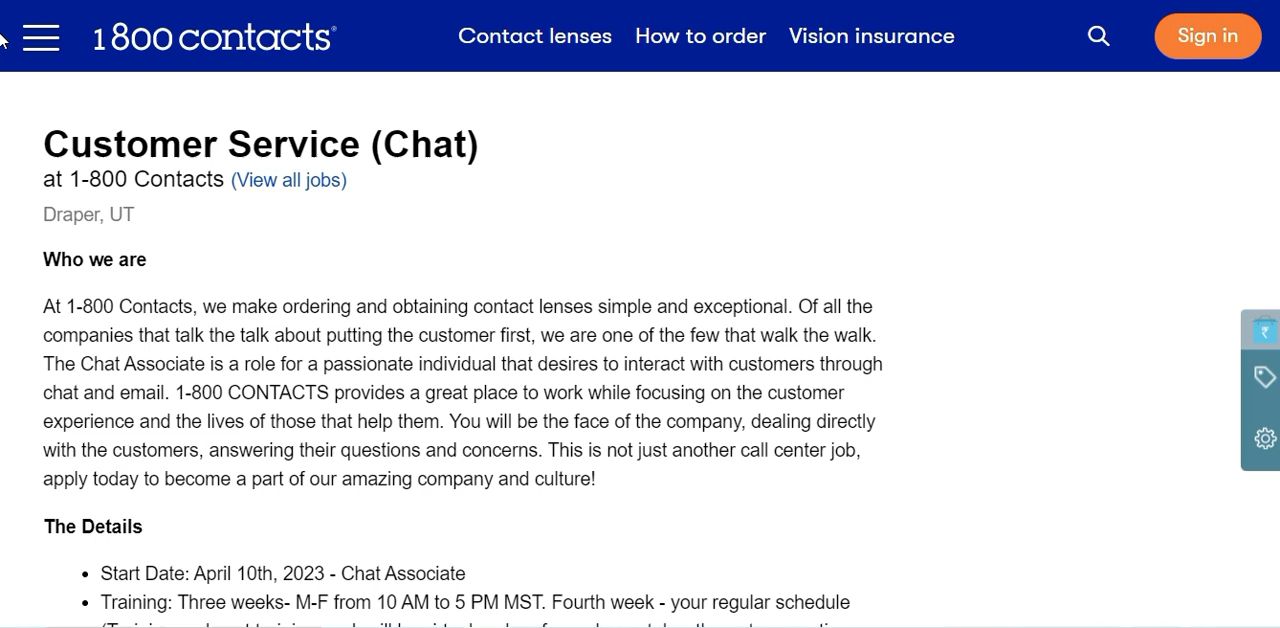 1 800 contacts
Contact lenses How to order Vision insurance
Sign in
Customer Service (Chat)
at 1-800 Contacts (View all jobs)
Draper, UT
Who we are
At 1-800 Contacts, we make ordering and obtaining contact lenses simple and exceptional. Of all the
companies that talk the talk about putting the customer first, we are one of the few that walk the walk.
The Chat Associate is a role for a passionate individual that desires to interact with customers through
chat and email. 1-800 CONTACTS provides a great place to work while focusing on the customer
experience and the lives of those that help them. You will be the face of the company, dealing directly
with the customers, answering their questions and concerns. This is not just another call center job,
apply today to become a part of our amazing company and culture!
The Details
• Start Date: April 10th, 2023 - Chat Associate
• Training: Three weeks- M-F from 10 AM to 5 PM MST. Fourth week - your regular schedule